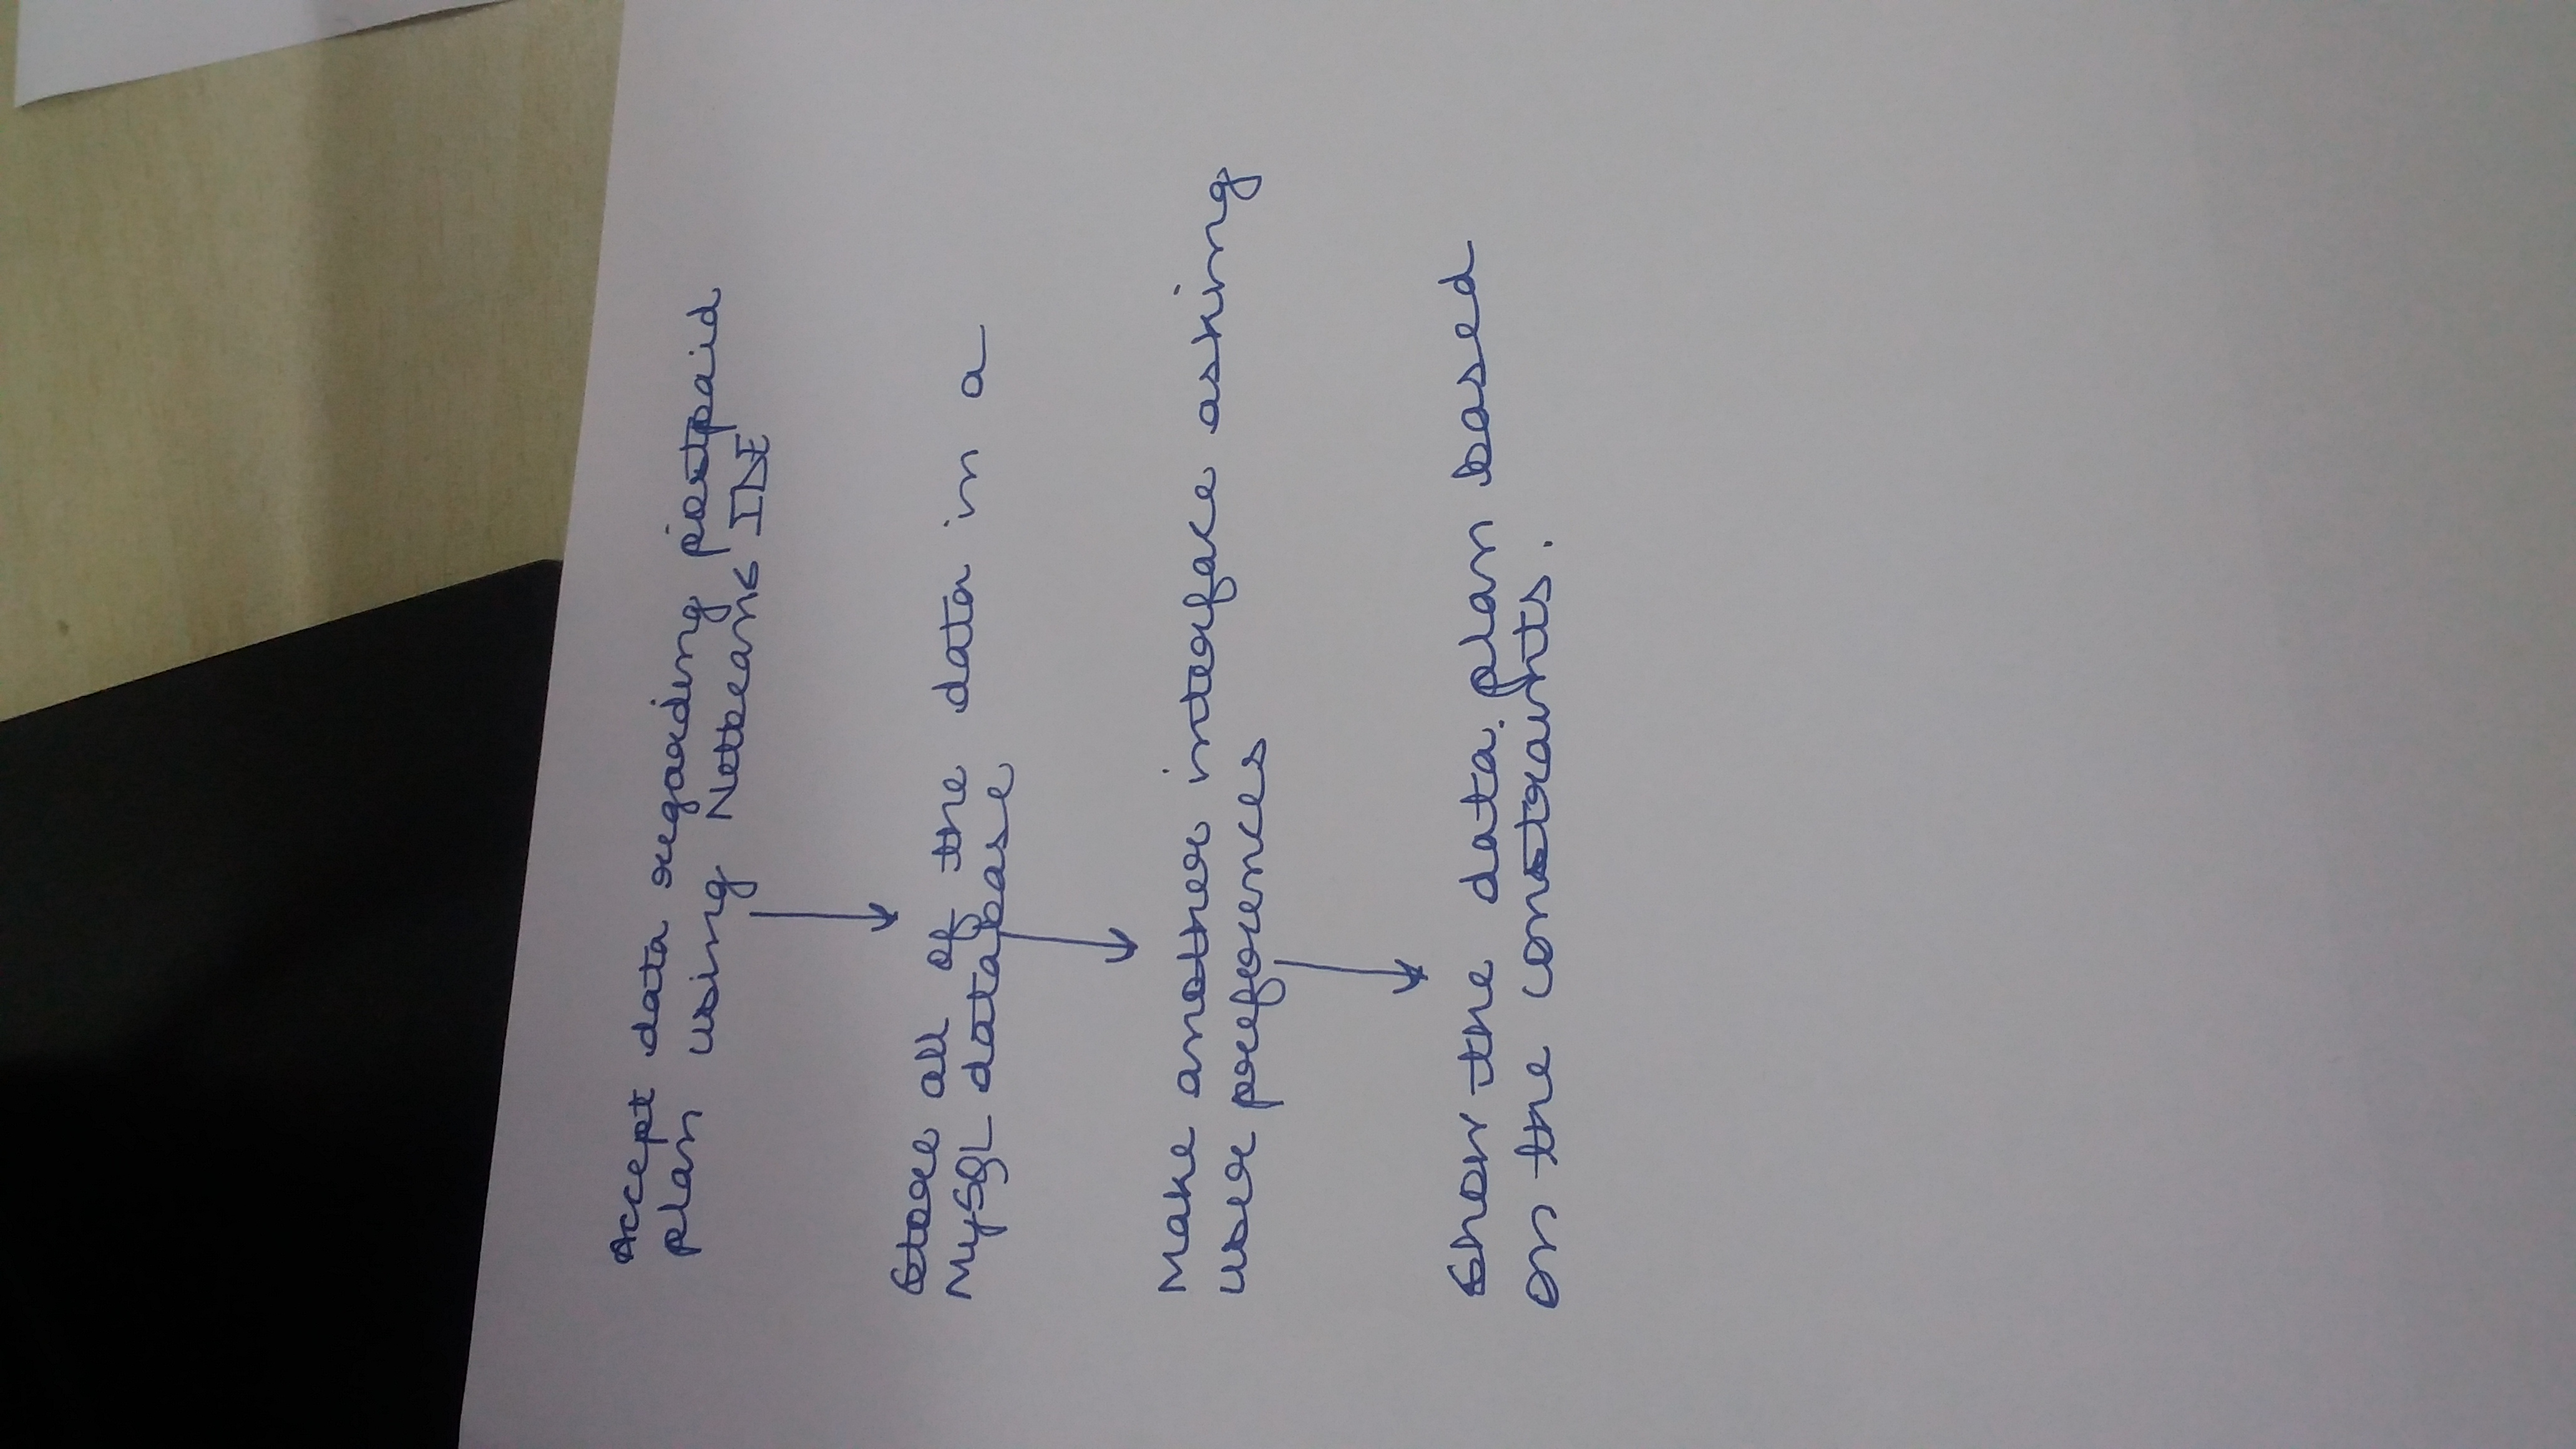 Accept data regarding postpaid
plan using Netbeans IDE
Store all of the data in a
MySQL database
Make another interface asking
user preferences
Show the data plan based
on the constraints.